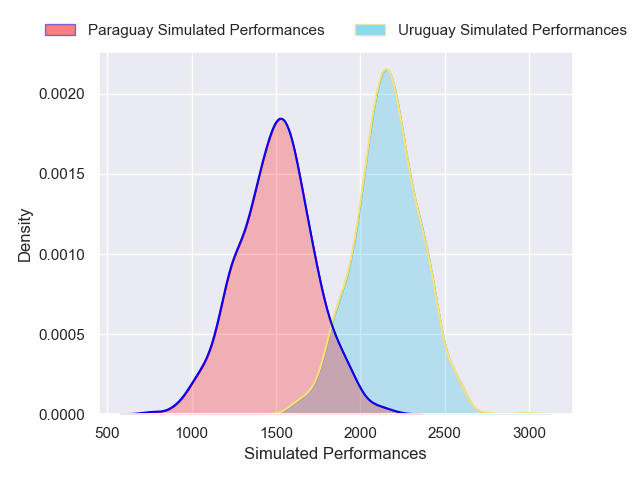 Paraguay Simulated Performances Uruguay Simulated Performances
0.0020
0.0015
0.0010
0.0005
0.0000
Density
500 1000 1500 2000 2500 3000
Simulated Performances